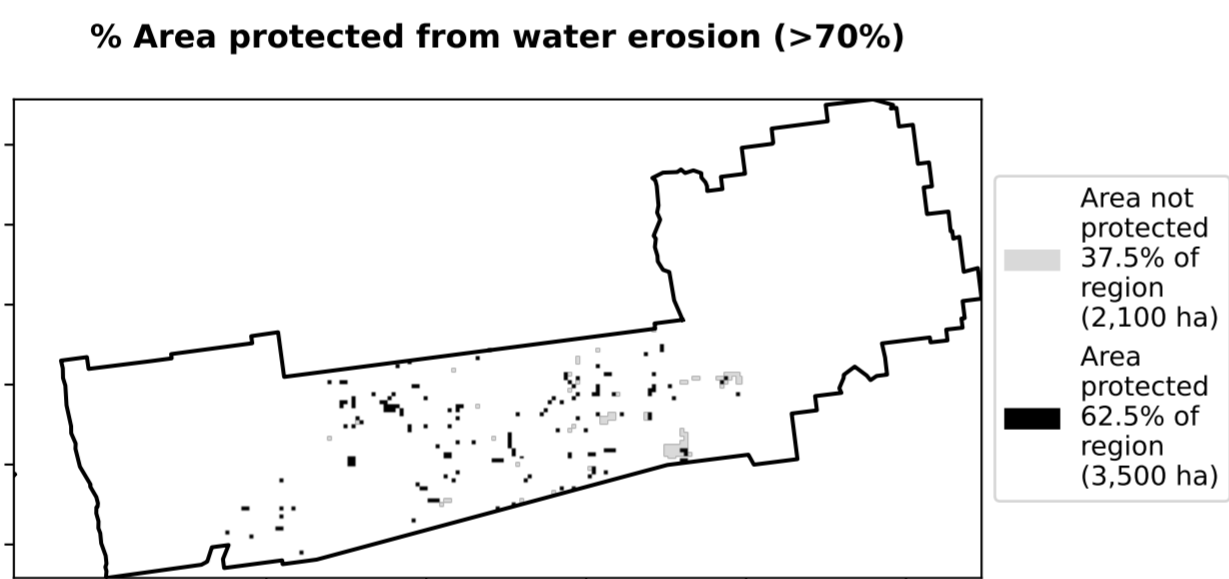 % Area protected from water erosion (>70%)
Area not
protected
37.5% of
region
(2,100 ha)
Area
protected
62.5% of
region
(3,500 ha)